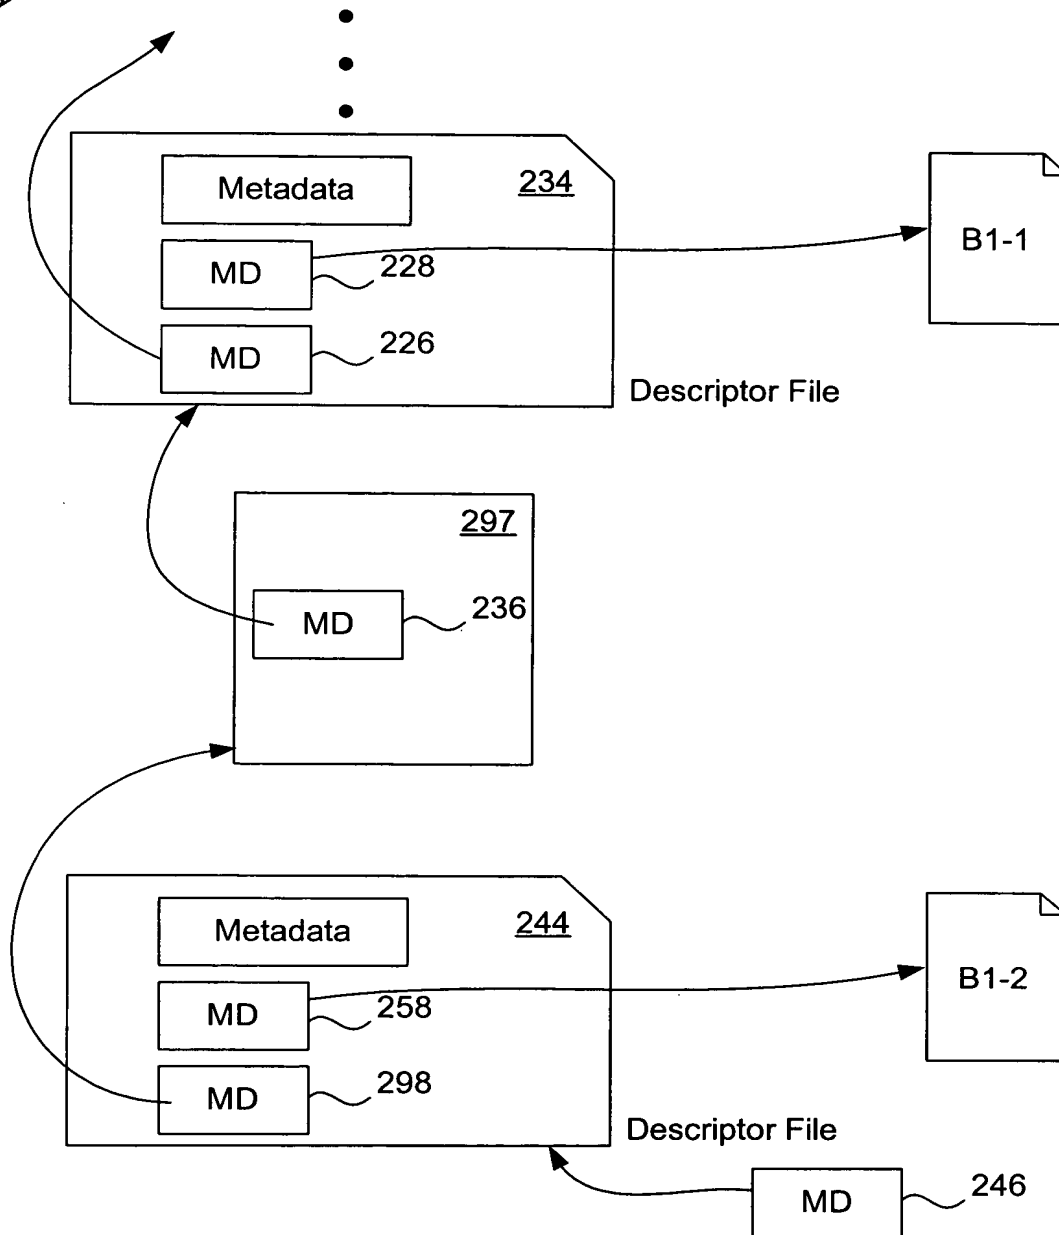 Metadata
234
MD
228
B1-1
MD
226
Descriptor File
297
MD
236
Metadata
244
MD
258
B1-2
MD
298
Descriptor File
MD
246